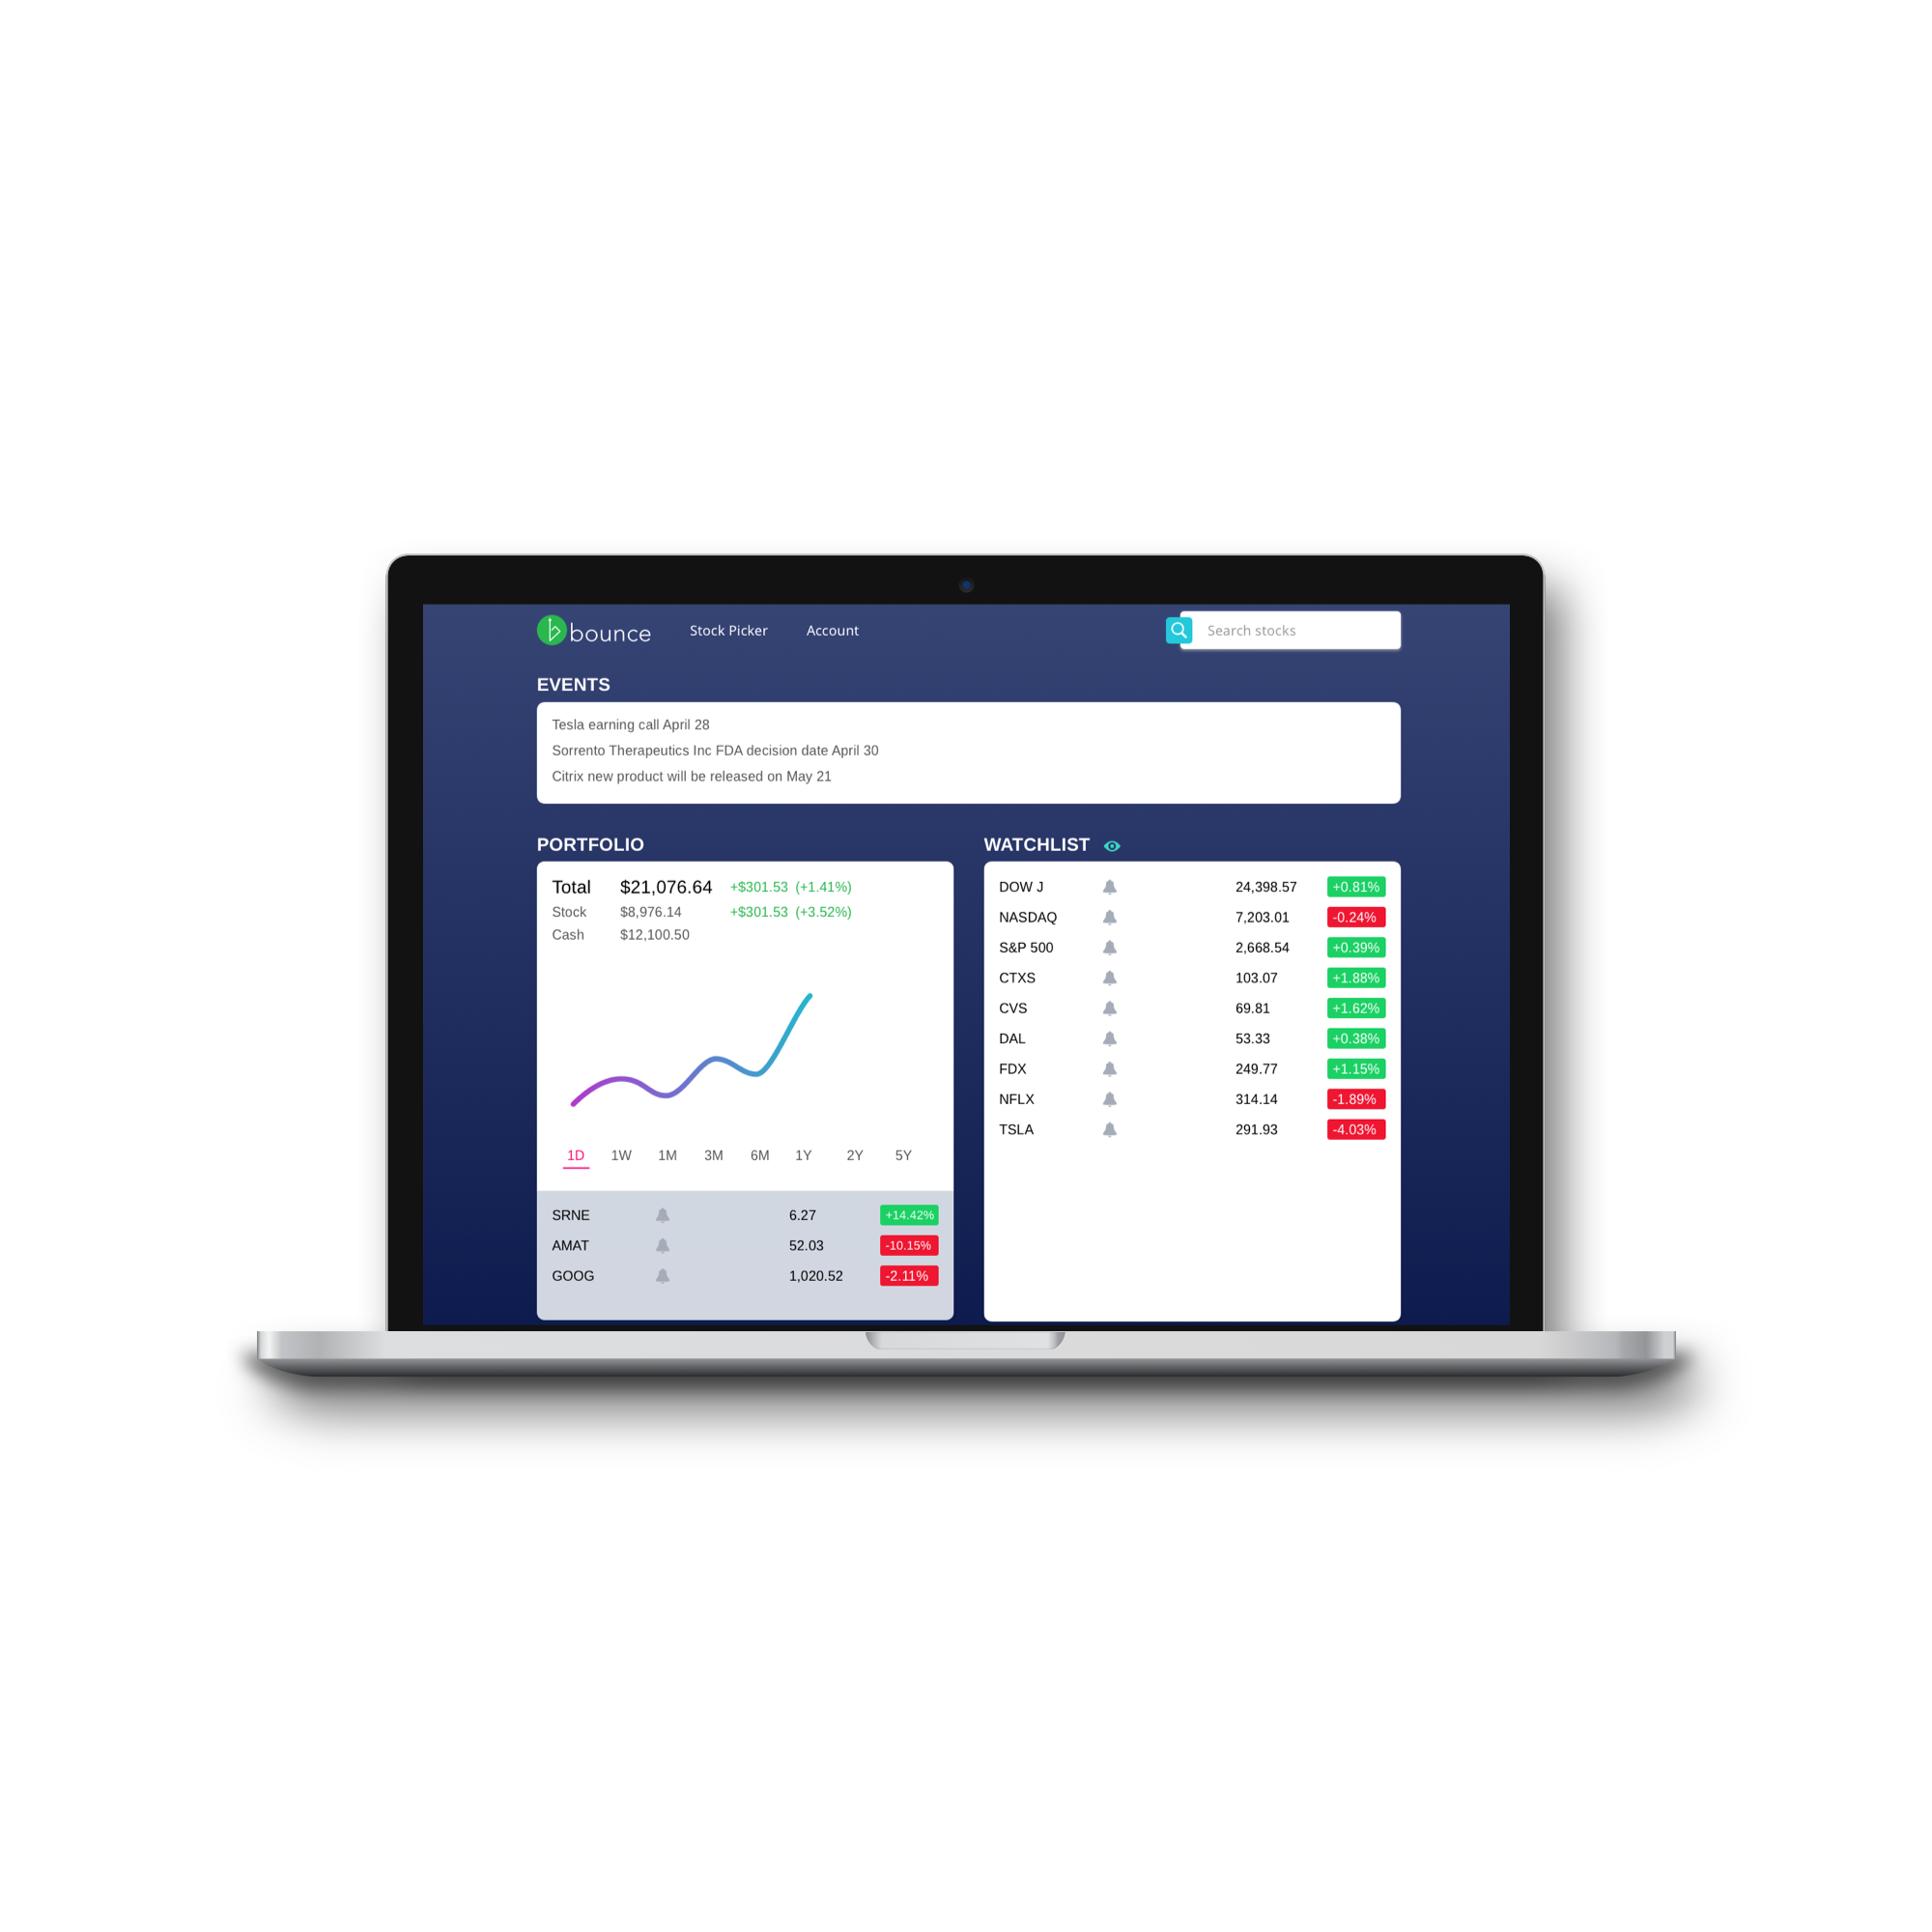 bounce Stock Picker Account Search stocks
EVENTS
Tesla earning call April 28
Sorrento Therapeutics Inc FDA decision date April 30
Citrix new product will be released on May 21
PORTFOLIO
Total $21,076.64 +$301.53 (+1.41%)
Stock $8,976.14 +$301.53 (+3.52%)
Cash $12,100.50
1D 1W 1M 3M 6M 1Y 2Y 5Y
SRNE 6.27 +14.42%
AMAT 52.03 -10.15%
GOOG 1,020.52 -2.11%
WATCHLIST
DOW J 24,398.57 +0.81%
NASDAQ 7,203.01 -0.24%
S&P 500 2,668.54 +0.39%
CTXS 103.07 +1.88%
CVS 69.81 +1.62%
DAL 53.33 +0.38%
FDX 249.77 +1.15%
NFLX 314.14 -1.89%
TSLA 291.93 -4.03%